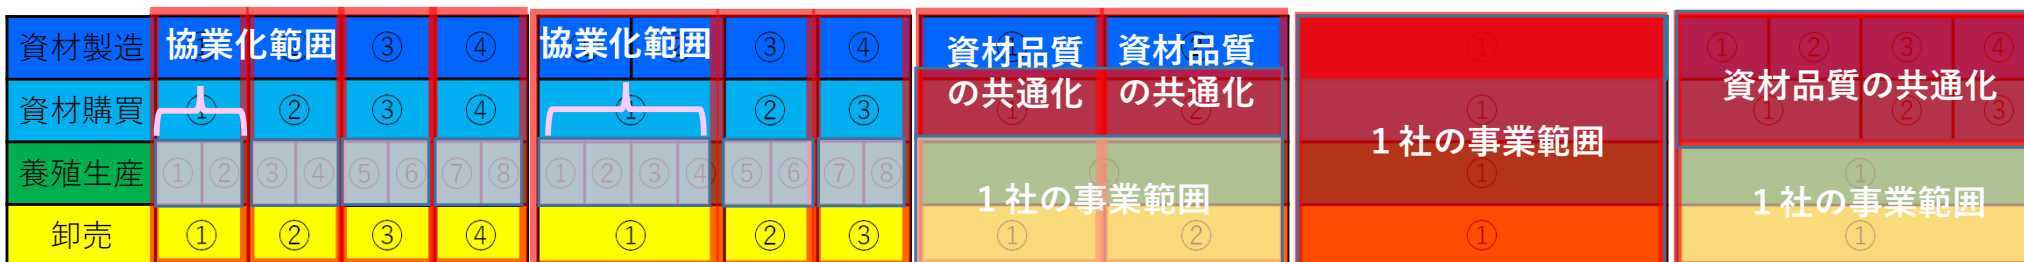 資材製造 協業化範囲 ③ ④ 協業化範囲 ③ ④ 資材品質の共通化 資材品質の共通化 ① ① ② ③ ④
資材購買 ① ② ③ ④ ① ② ③ ① ② ① 資材品質の共通化 ① ② ③
養殖生産 ① ② ③ ④ ⑤ ⑥ ⑦ ⑧ ① ② ③ ④ ⑤ ⑥ ⑦ ⑧ ① 1社の事業範囲 ① ①
卸売 ① ② ③ ④ ① ② ③ 1社の事業範囲 ① ② ① 1社の事業範囲 ①